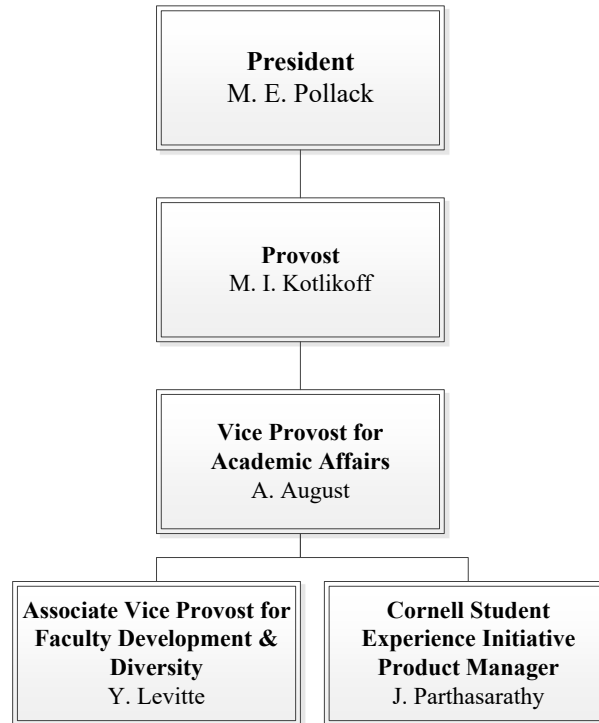 President
M. E. Pollack
Provost
M. I. Kotlikoff
Vice Provost for
Academic Affairs
A. August
Associate Vice Provost for
Faculty Development &
Diversity
Y. Levitte
Cornell Student
Experience Initiative
Product Manager
J. Parthasarathy